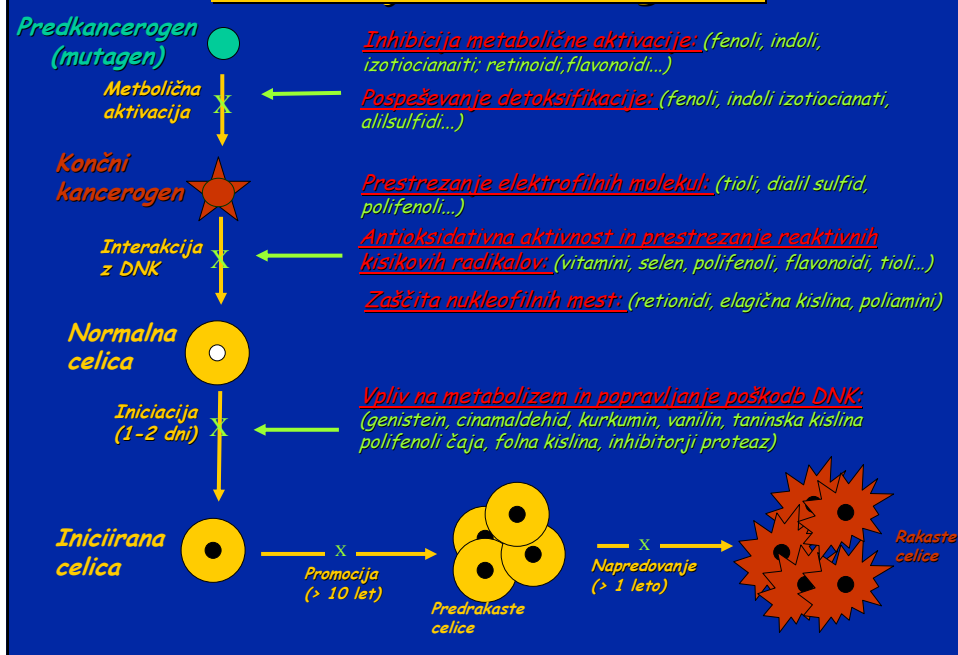 Predkancerogen
(mutagen)
Inhibicija metabolične aktivacije: (fenoli, indoli,
izotiocianaiti; retinoidi,flavonoidi...)
Metbolična
aktivacija
X
Pospeševanje detoksifikacije: (fenoli, indoli izotiocianati,
alilsulfidi...)
Končni
kancerogen
Prestrezanje elektrofilnih molekul: (tioli, dialil sulfid,
polifenoli...)
Interakcija
z DNK
X
Antioksidativna aktivnost in prestrezanje reaktivnih
kisikovih radikalov: (vitamini, selen, polifenoli, flavonoidi, tioli...)
Zaščita nukleofilnih mest: (retionidi, elagična kislina, poliamini)
Normalna
celica
Iniciacija
(1-2 dni)
X
Vpliv na metabolizem in popravljanje poškodb DNK:
(genistein, cinamaldehid, kurkumin, vanilin, taninska kislina
polifenoli čaja, folna kislina, inhibitorji proteaz)
Iniciirana
celica
X
Promocija
(> 10 let)
Predrakaste
celice
X
Napredovanje
(> 1 leto)
Rakaste
celice